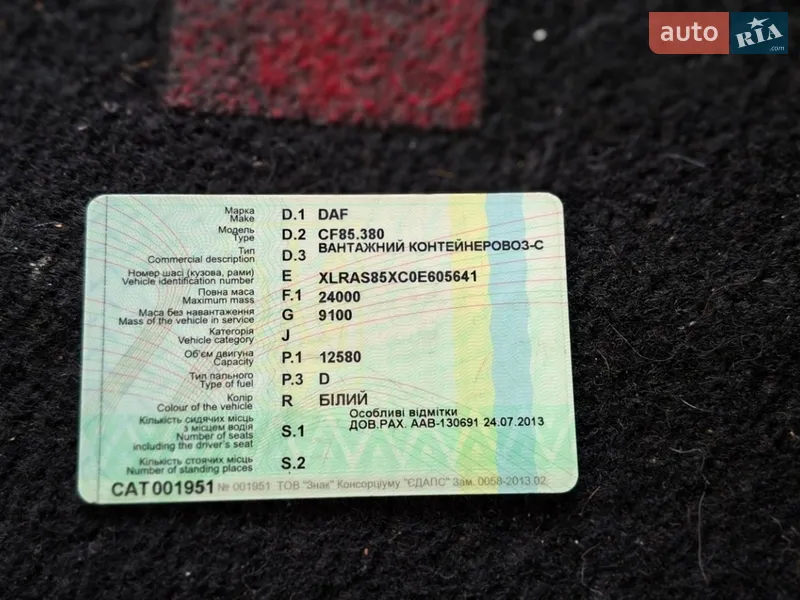 auto RIA .com
Марка
Make D.1 DAF
Модель
Type D.2 CF85.380
Тип
Commercial description D.3 ВАНТАЖНИЙ КОНТЕЙНЕРОВОЗ-С
Номер шасі (кузова, рами)
Vehicle identification number E XLRAS85XC0E605641
Повна маса
Maximum mass F.1 24000
Маса без навантаження
Mass of the vehicle in service G 9100
Категорія
Vehicle category J
Об'єм двигуна
Capacity P.1 12580
Тип пального
Type of fuel P.3 D
Колір
Colour of the vehicle R БІЛИЙ
Особливі відмітки
ДОВ.РАХ. ААВ-130691 24.07.2013
Кількість сидячих місць
з місцем водія
Number of seats S.1
including the driver's seat
Кількість стоячих місць
Number of standing places S.2
САТ001951 № 001951 ТОВ "Знак" Консорціуму "ЄДАПС" Зам. 0058-2013.02